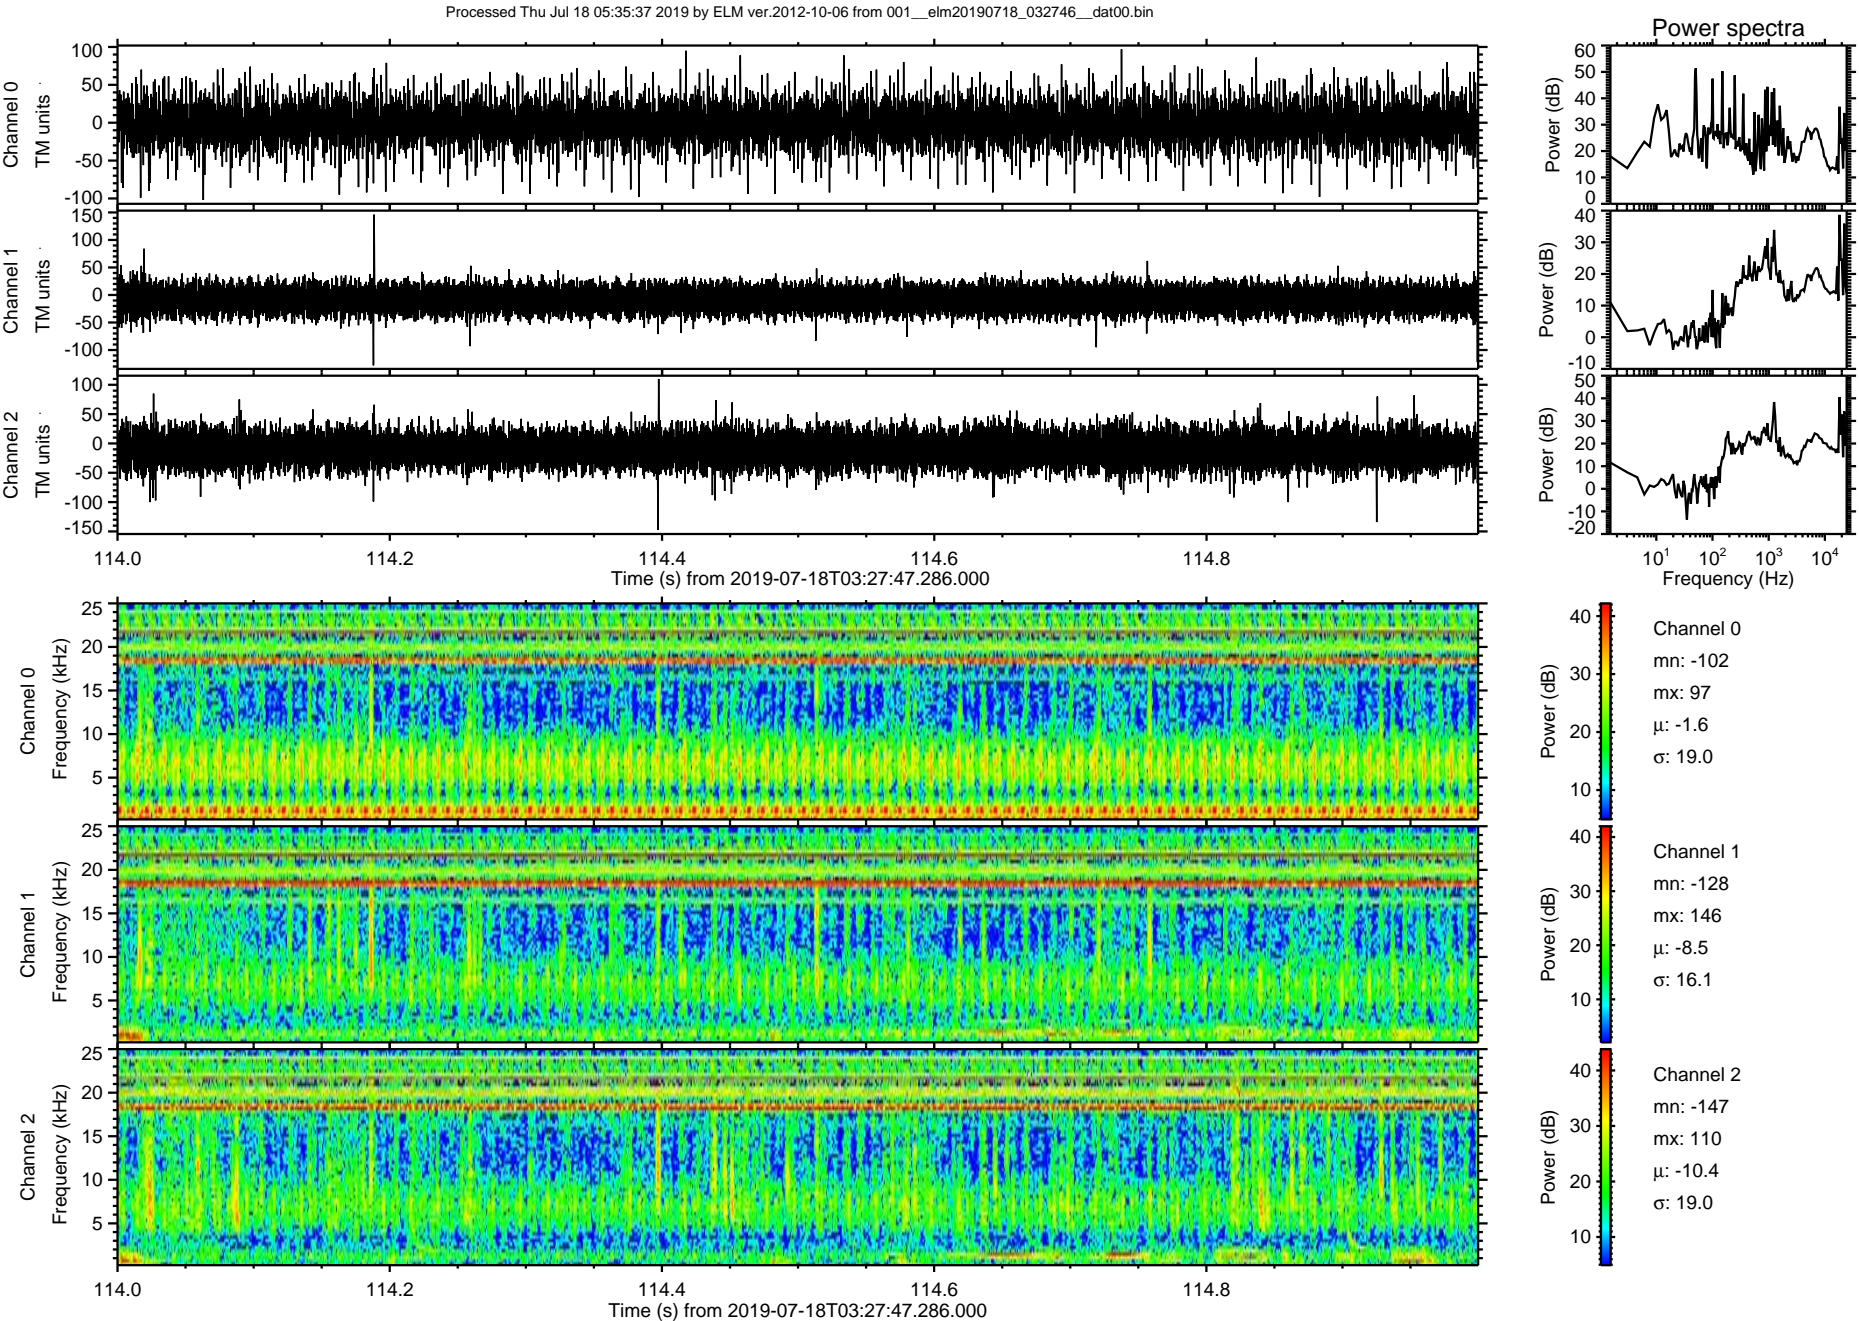 Processed Thu Jul 18 05:35:37 2019 by ELM ver.2012-10-06 from 001__elm20190718_032746__dat00.bin
Power spectra
Channel 0
TM units
100
50
0
-50
-100
Power (dB)
60
50
40
30
20
10
0
Channel 1
TM units
150
100
50
0
-50
-100
Power (dB)
40
30
20
10
0
-10
Channel 2
TM units
100
50
0
-50
-100
-150
Power (dB)
50
40
30
20
10
0
-10
-20
114.0 114.2 114.4 114.6 114.8
Time (s) from 2019-07-18T03:27:47.286.000
10¹ 10² 10³ 10⁴
Frequency (Hz)
Channel 0
Frequency (kHz)
25
20
15
10
5
Power (dB)
40
30
20
10
Channel 0
mn: -102
mx: 97
μ: -1.6
σ: 19.0
Channel 1
Frequency (kHz)
25
20
15
10
5
Power (dB)
40
30
20
10
Channel 1
mn: -128
mx: 146
μ: -8.5
σ: 16.1
Channel 2
Frequency (kHz)
25
20
15
10
5
Power (dB)
40
30
20
10
Channel 2
mn: -147
mx: 110
μ: -10.4
σ: 19.0
114.0 114.2 114.4 114.6 114.8
Time (s) from 2019-07-18T03:27:47.286.000